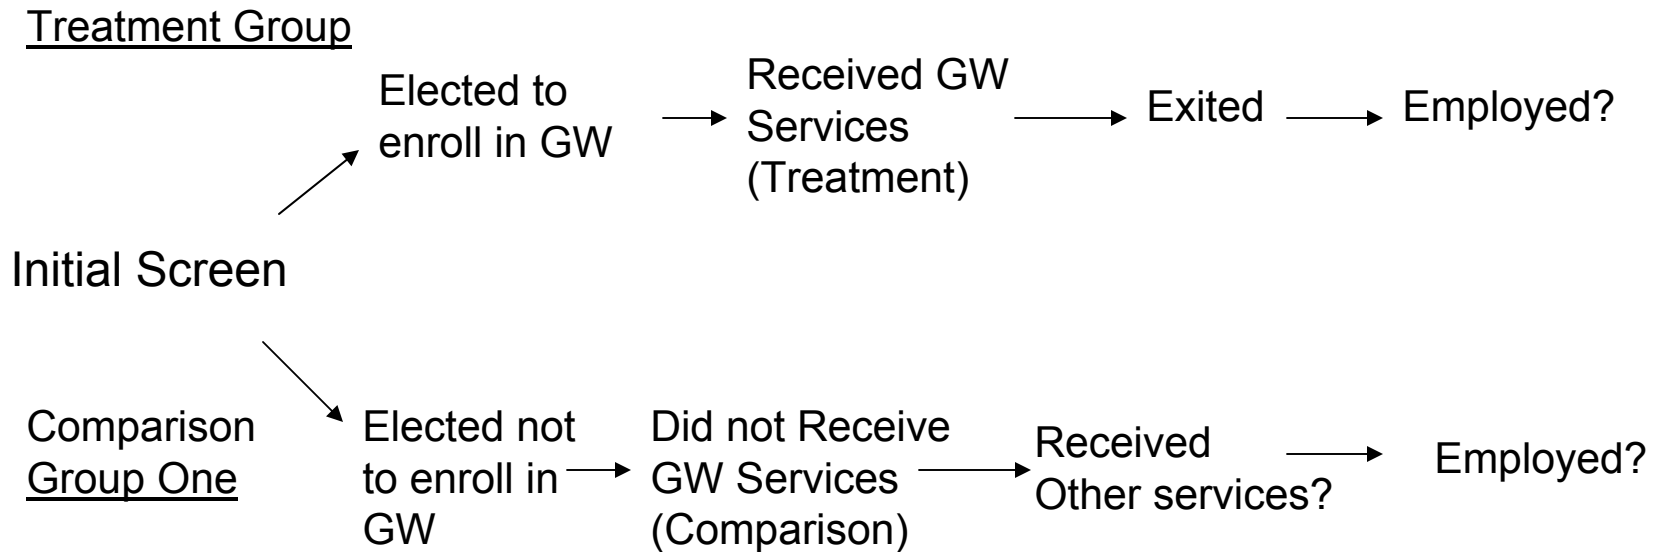 Treatment Group
Elected to
enroll in GW
Received GW
Services
(Treatment)
Exited
Employed?
Initial Screen
Comparison
Group One
Elected not
to enroll in
GW
Did not Receive
GW Services
(Comparison)
Received
Other services?
Employed?